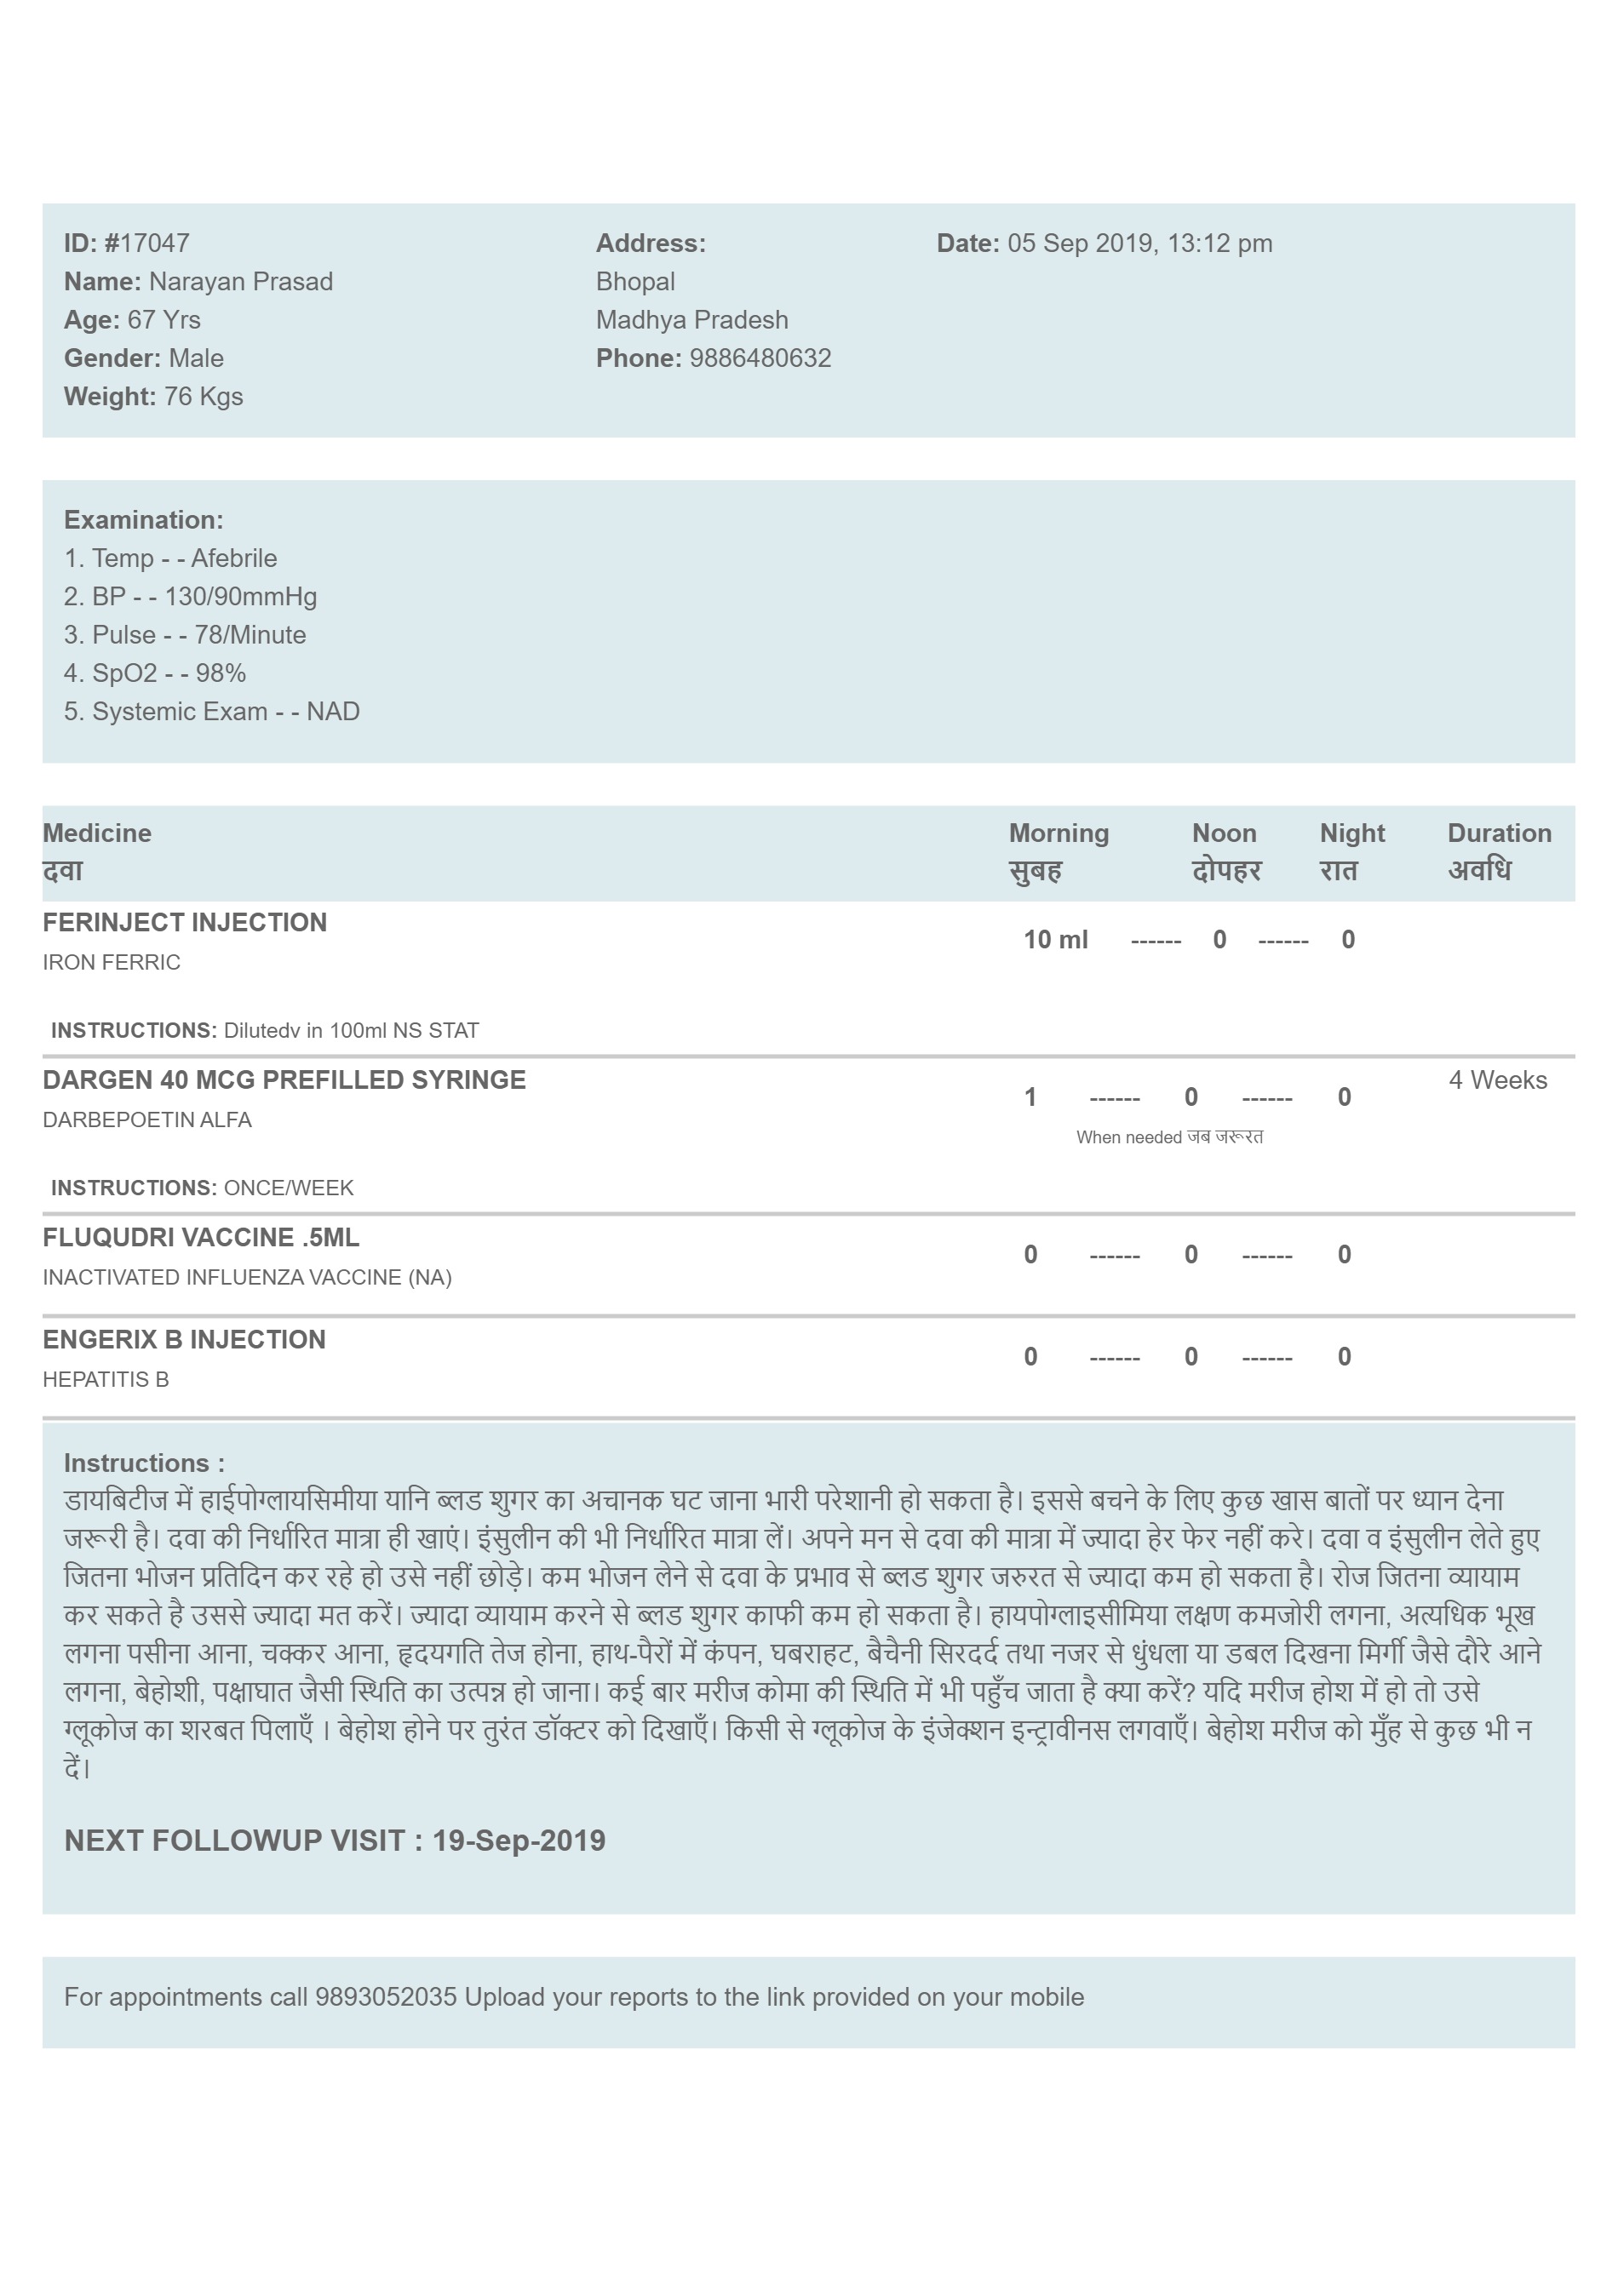 ID: #17047 Address: Date: 05 Sep 2019, 13:12 pm
Name: Narayan Prasad Bhopal
Age: 67 Yrs Madhya Pradesh
Gender: Male Phone: 9886480632
Weight: 76 Kgs
Examination:
1. Temp - - Afebrile
2. BP - - 130/90mmHg
3. Pulse - - 78/Minute
4. SpO2 - - 98%
5. Systemic Exam - - NAD
Medicine Morning Noon Night Duration
दवा सुबह दोपहर रात अवधि
FERINJECT INJECTION 10 ml ------ 0 ------ 0
IRON FERRIC
INSTRUCTIONS: Dilutedv in 100ml NS STAT
DARGEN 40 MCG PREFILLED SYRINGE 1 ------ 0 ------ 0 4 Weeks
DARBEPOETIN ALFA When needed जब जरूरत
INSTRUCTIONS: ONCE/WEEK
FLUQUDRI VACCINE .5ML 0 ------ 0 ------ 0
INACTIVATED INFLUENZA VACCINE (NA)
ENGERIX B INJECTION 0 ------ 0 ------ 0
HEPATITIS B
Instructions :
डायबिटीज में हाईपोग्लायसिमीया यानि ब्लड शुगर का अचानक घट जाना भारी परेशानी हो सकता है। इससे बचने के लिए कुछ खास बातों पर ध्यान देना
जरूरी है। दवा की निर्धारित मात्रा ही खाएं। इंसुलीन की भी निर्धारित मात्रा लें। अपने मन से दवा की मात्रा में ज्यादा हेर फेर नहीं करे। दवा व इंसुलीन लेते हुए
जितना भोजन प्रतिदिन कर रहे हो उसे नहीं छोड़े। कम भोजन लेने से दवा के प्रभाव से ब्लड शुगर जरुरत से ज्यादा कम हो सकता है। रोज जितना व्यायाम
कर सकते है उससे ज्यादा मत करें। ज्यादा व्यायाम करने से ब्लड शुगर काफी कम हो सकता है। हायपोग्लाइसीमिया लक्षण कमजोरी लगना, अत्यधिक भूख
लगना पसीना आना, चक्कर आना, हृदयगति तेज होना, हाथ-पैरों में कंपन, घबराहट, बैचैनी सिरदर्द तथा नजर से धुंधला या डबल दिखना मिर्गी जैसे दौरे आने
लगना, बेहोशी, पक्षाघात जैसी स्थिति का उत्पन्न हो जाना। कई बार मरीज कोमा की स्थिति में भी पहुँच जाता है क्या करें? यदि मरीज होश में हो तो उसे
ग्लूकोज का शरबत पिलाएँ । बेहोश होने पर तुरंत डॉक्टर को दिखाएँ। किसी से ग्लूकोज के इंजेक्शन इन्ट्रावीनस लगवाएँ। बेहोश मरीज को मुँह से कुछ भी न
दें।
NEXT FOLLOWUP VISIT : 19-Sep-2019
For appointments call 9893052035 Upload your reports to the link provided on your mobile